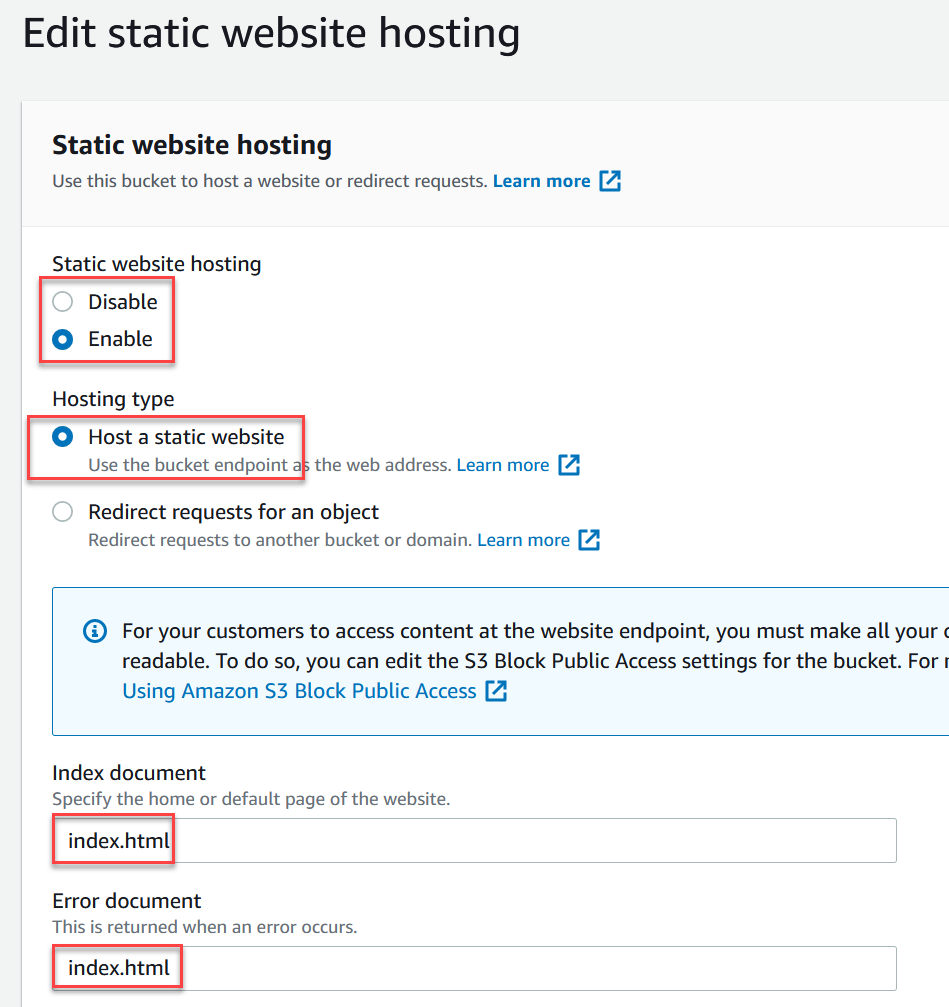 Edit static website hosting
Static website hosting
Use this bucket to host a website or redirect requests. Learn more
Static website hosting
Disable
Enable
Hosting type
Host a static website
Use the bucket endpoint as the web address. Learn more
Redirect requests for an object
Redirect requests to another bucket or domain. Learn more
For your customers to access content at the website endpoint, you must make all your
readable. To do so, you can edit the S3 Block Public Access settings for the bucket. For
Using Amazon S3 Block Public Access
Index document
Specify the home or default page of the website.
index.html
Error document
This is returned when an error occurs.
index.html